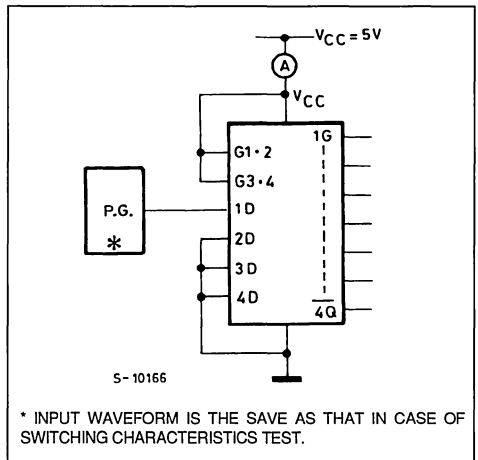 VCC=5V
A
VCC
1G
G1·2
G3·4
P.G.
*
1D
2D
3D
4D
4Q
S-10166
* INPUT WAVEFORM IS THE SAVE AS THAT IN CASE OF
SWITCHING CHARACTERISTICS TEST.